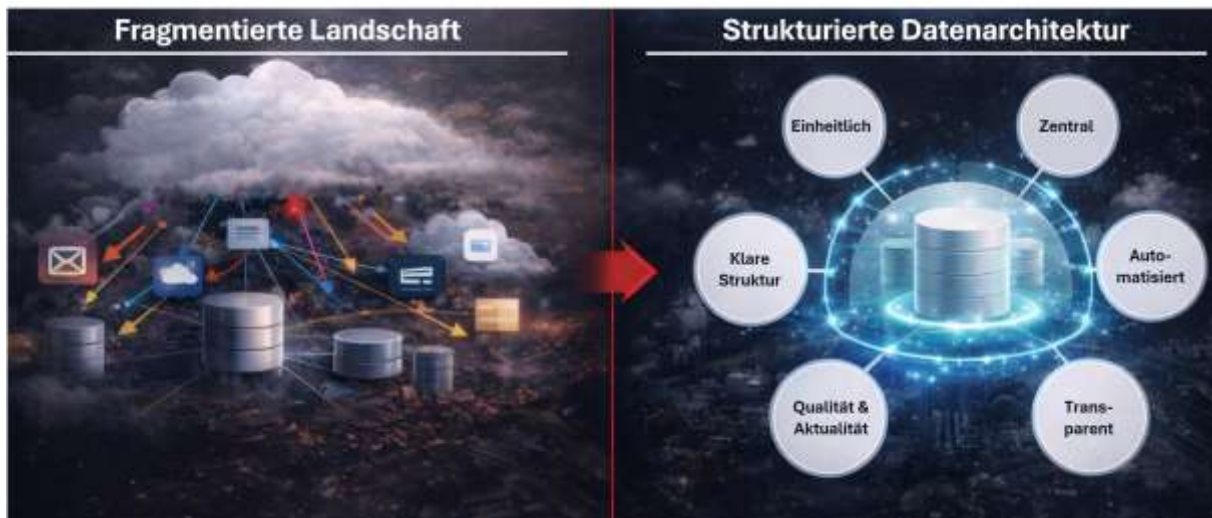 Fragmentierte Landschaft
Strukturierte Datenarchitektur
Einheitlich
Zentral
Klare
Struktur
Auto-
matisiert
Qualität &
Aktualität
Trans-
parent